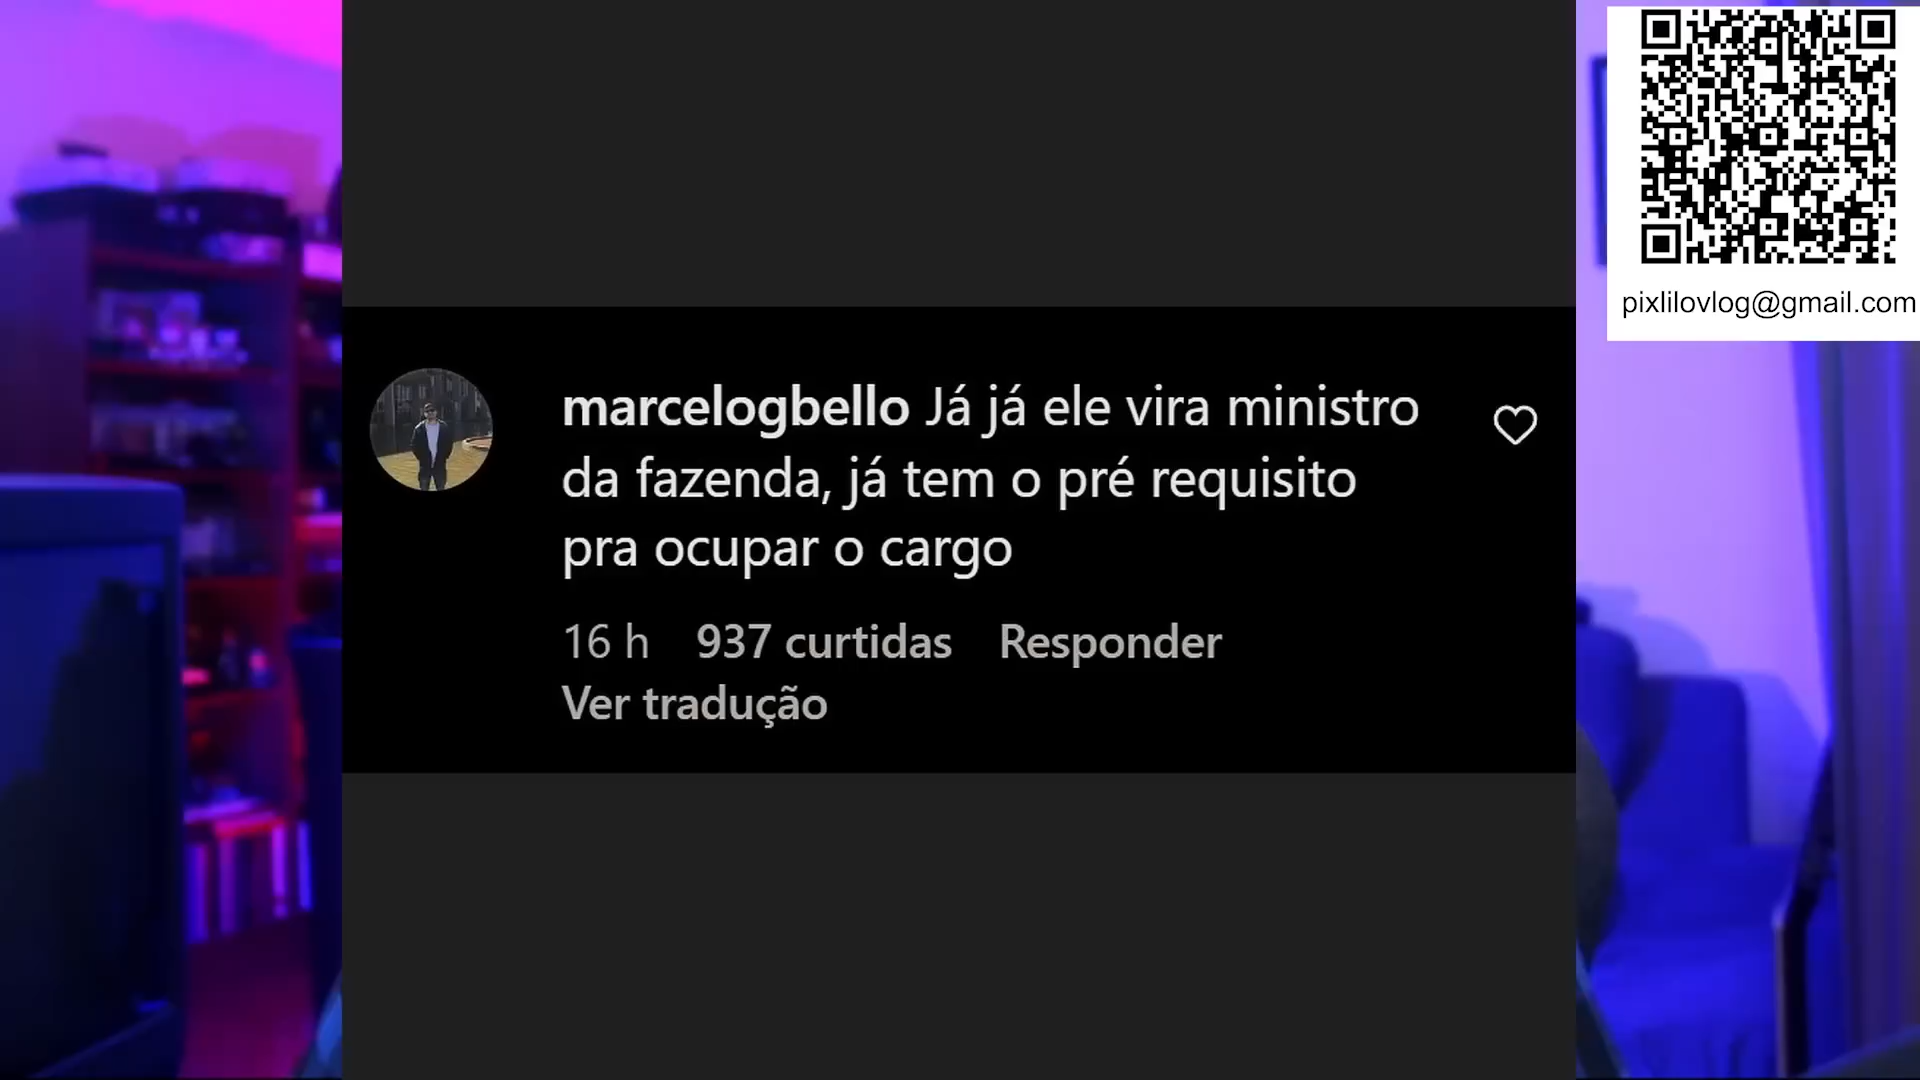 pixlilovlog@gmail.com
marcelogbello Já já ele vira ministro
da fazenda, já tem o pré requisito
pra ocupar o cargo
16 h 937 curtidas Responder
Ver tradução